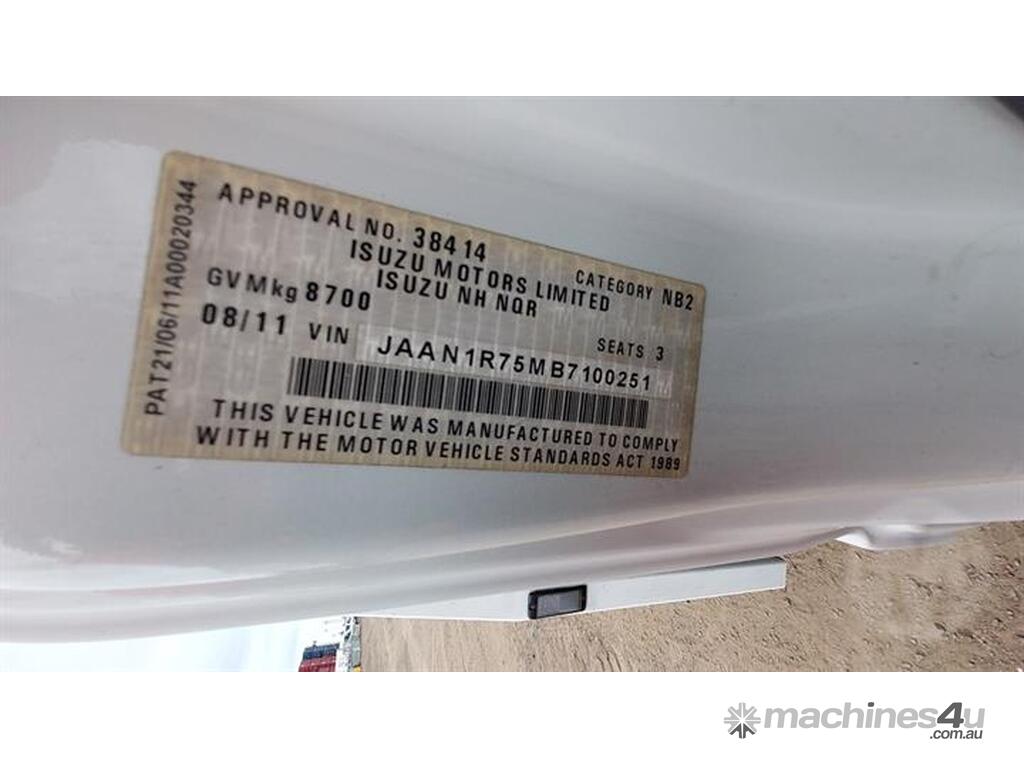 PAT21/06/11A00020344
APPROVAL NO. 38414 CATEGORY NB2
ISUZU MOTORS LIMITED
ISUZU NH NQR
GVMkg 8700 SEATS 3
08/11 VIN JAAN1R75MB7100251
THIS VEHICLE WAS MANUFACTURED TO COMPLY
WITH THE MOTOR VEHICLE STANDARDS ACT 1989
machines4u
.com.au